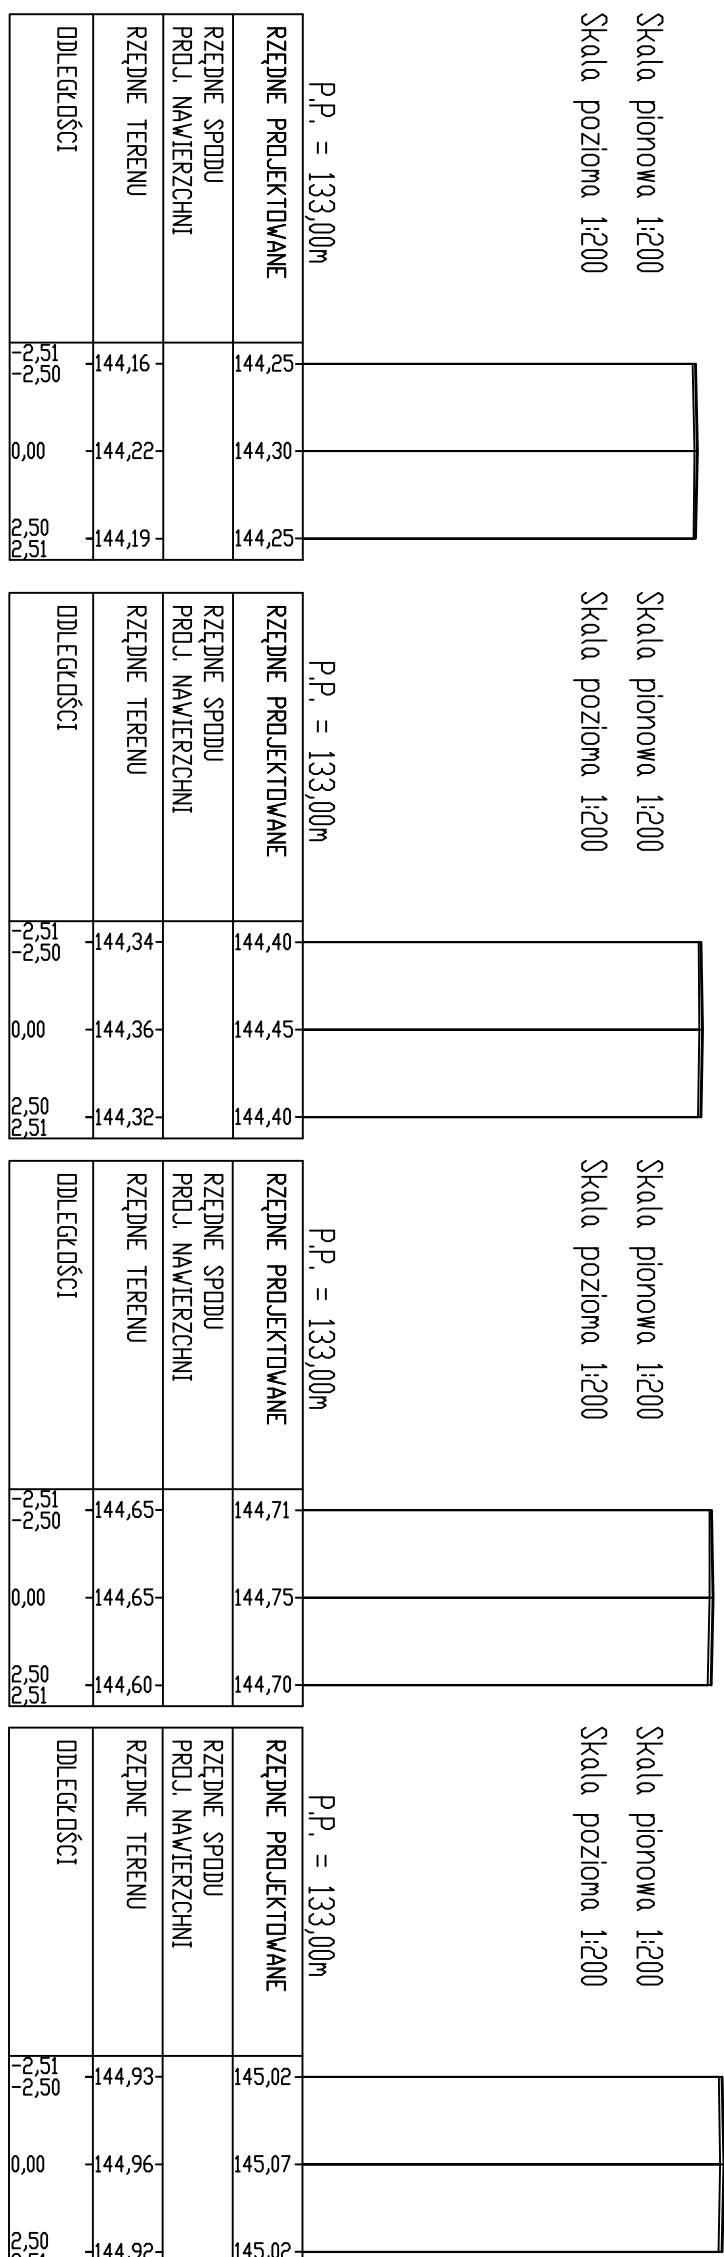 Skala pionowa 1:200
Skala pozioma 1:200
P.P. = 133,00m
RZĘDNE PROJEKTOWANE
144,25
144,30
144,25
RZĘDNE SPODU
PROJ. NAWIERZCHNI
RZĘDNE TERENU
144,16
144,22
144,19
ODLEGŁOŚCI
-2,51
-2,50
0,00
2,50
2,51
Skala pionowa 1:200
Skala pozioma 1:200
P.P. = 133,00m
RZĘDNE PROJEKTOWANE
144,40
144,45
144,40
RZĘDNE SPODU
PROJ. NAWIERZCHNI
RZĘDNE TERENU
144,34
144,36
144,32
ODLEGŁOŚCI
-2,51
-2,50
0,00
2,50
2,51
Skala pionowa 1:200
Skala pozioma 1:200
P.P. = 133,00m
RZĘDNE PROJEKTOWANE
144,71
144,75
144,70
RZĘDNE SPODU
PROJ. NAWIERZCHNI
RZĘDNE TERENU
144,65
144,65
144,60
ODLEGŁOŚCI
-2,51
-2,50
0,00
2,50
2,51
Skala pionowa 1:200
Skala pozioma 1:200
P.P. = 133,00m
RZĘDNE PROJEKTOWANE
145,02
145,07
145,02
RZĘDNE SPODU
PROJ. NAWIERZCHNI
RZĘDNE TERENU
144,93
144,96
144,92
ODLEGŁOŚCI
-2,51
-2,50
0,00
2,50